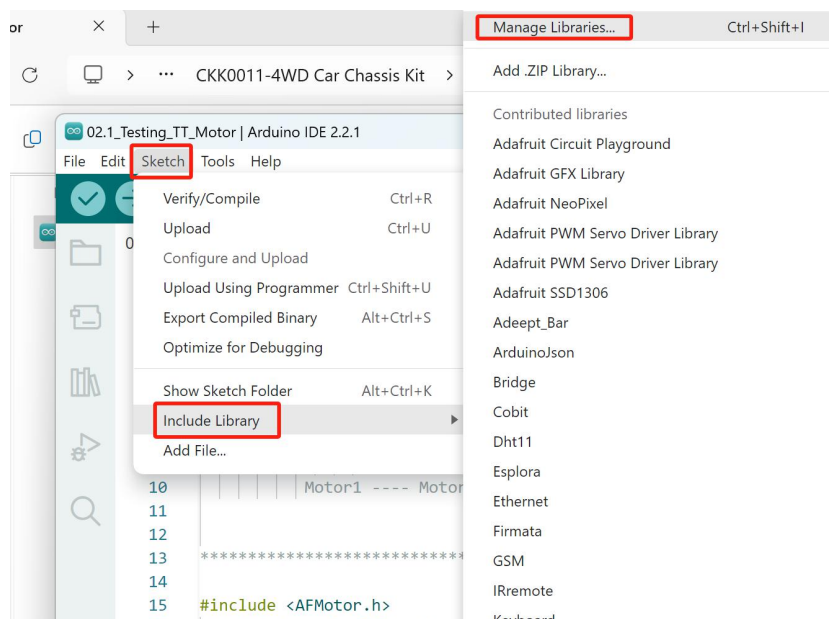 or
CKK0011-4WD Car Chassis Kit
02.1_Testing_TT_Motor | Arduino IDE 2.2.1
File Edit Sketch Tools Help
Verify/Compile Ctrl+R
Upload Ctrl+U
Configure and Upload
Upload Using Programmer Ctrl+Shift+U
Export Compiled Binary Alt+Ctrl+S
Optimize for Debugging
Show Sketch Folder Alt+Ctrl+K
Include Library
Add File...
0
10 Motor1 ---- Motor
11
12
13 ****************************
14
15 #include <AFMotor.h>
Manage Libraries... Ctrl+Shift+I
Add .ZIP Library...
Contributed libraries
Adafruit Circuit Playground
Adafruit GFX Library
Adafruit NeoPixel
Adafruit PWM Servo Driver Library
Adafruit PWM Servo Driver Library
Adafruit SSD1306
Adeept_Bar
ArduinoJson
Bridge
Cobit
Dht11
Esplora
Ethernet
Firmata
GSM
IRremote